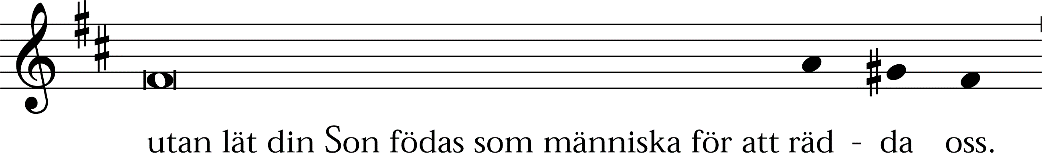 utan lät din Son födas som människa för att räd - da oss.